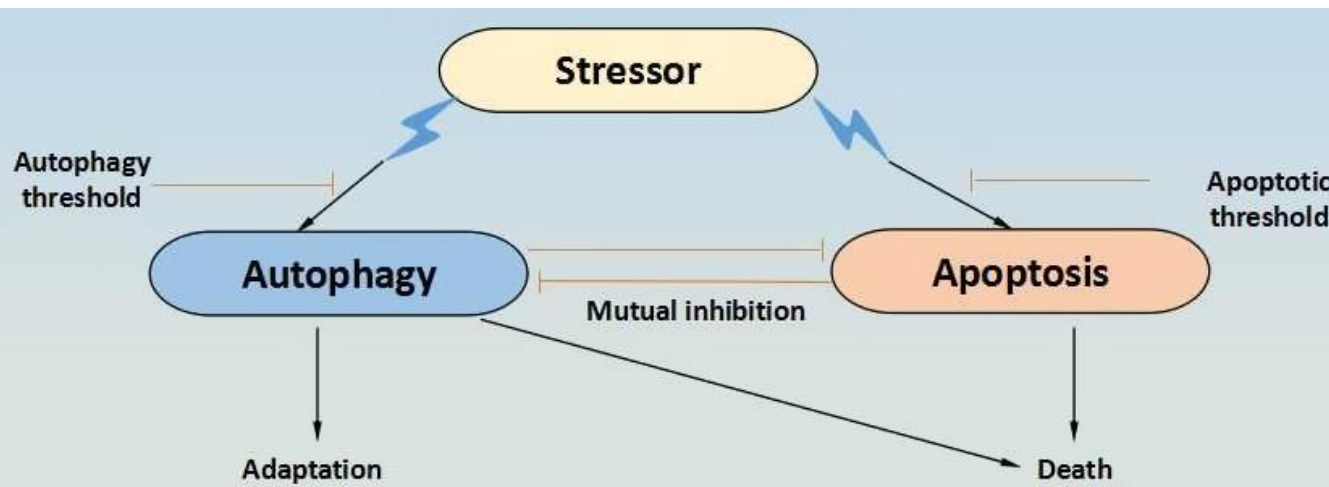 Stressor
Autophagy
threshold
Apoptotic
threshold
Autophagy
Apoptosis
Mutual inhibition
Adaptation
Death